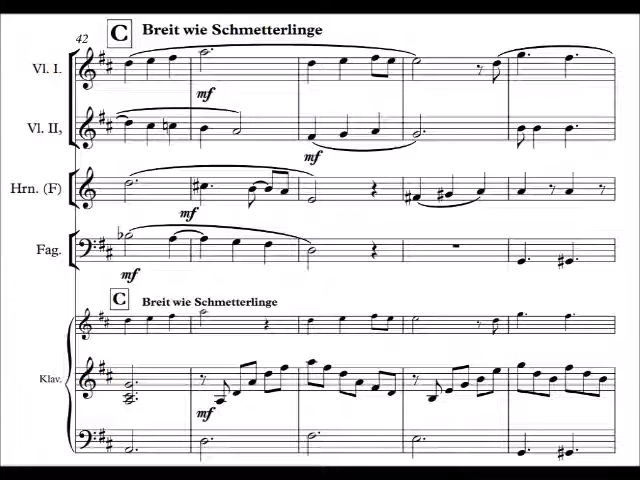 C Breit wie Schmetterlinge
42
Vl. I.
mf
Vl. II,
mf
Hrn. (F)
mf
Fag.
mf
C Breit wie Schmetterlinge
Klav.
mf